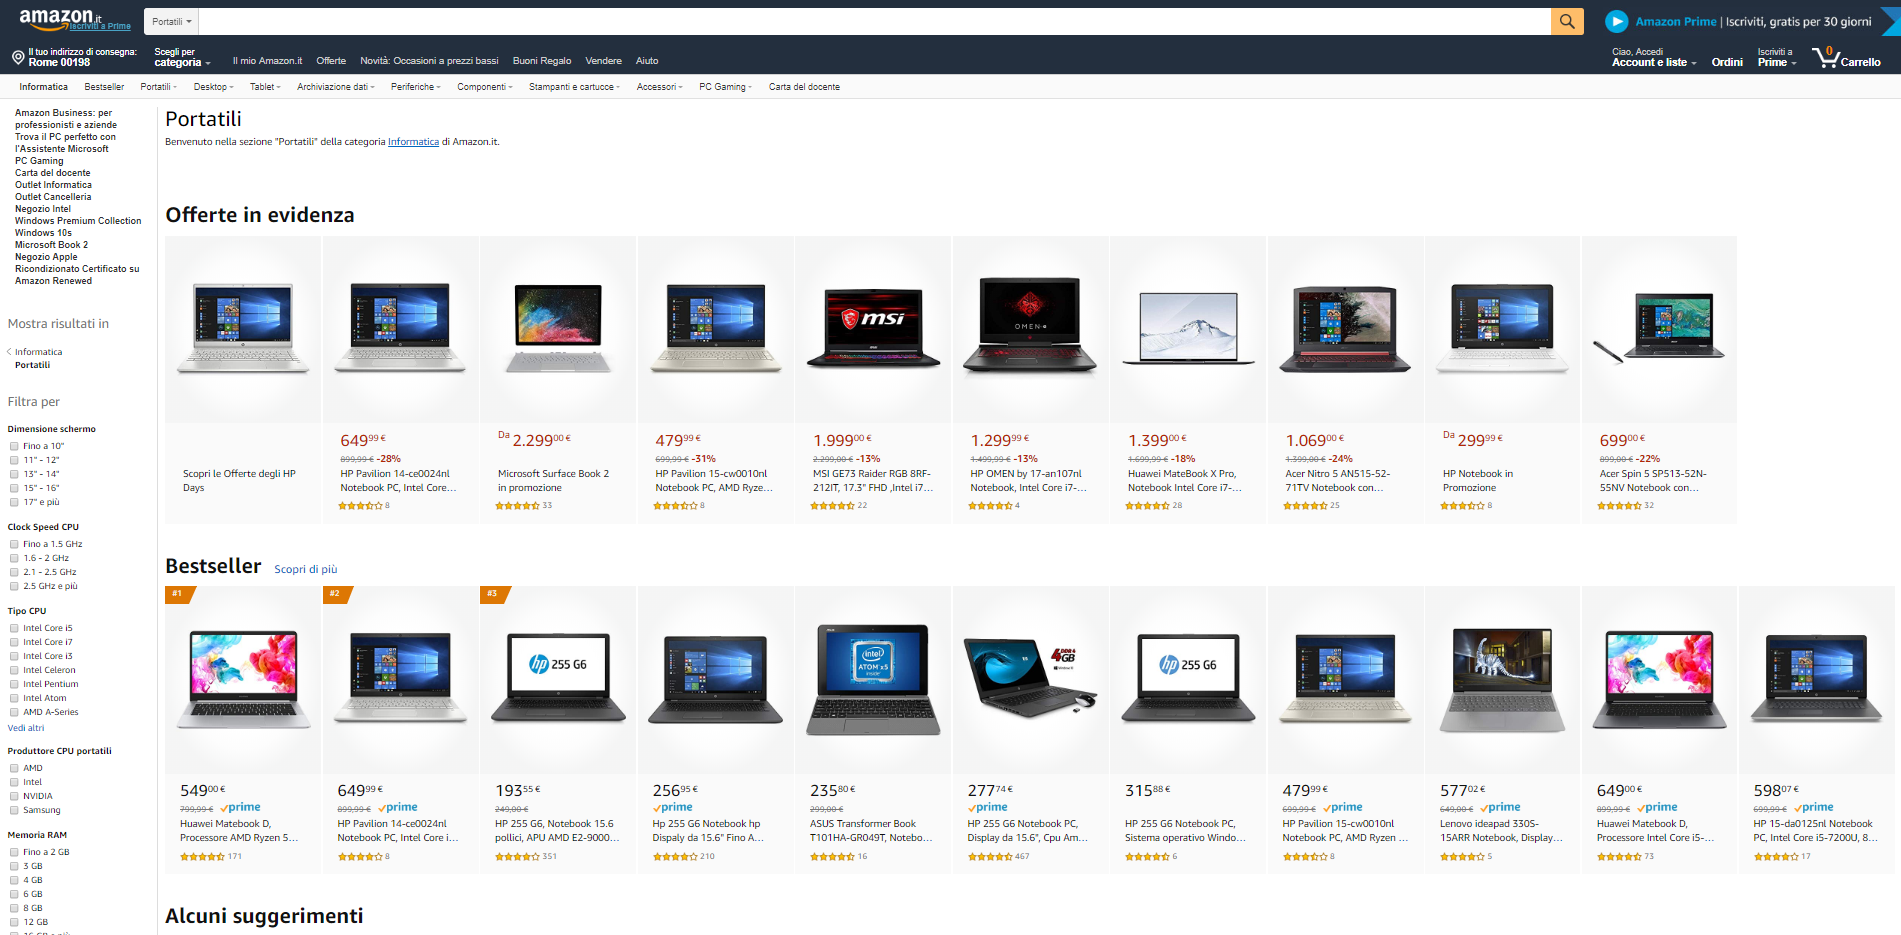 amazon.it
Iscriviti a Prime
Portatili
Amazon Prime | Iscriviti, gratis per 30 giorni
Il tuo indirizzo di consegna:
Rome 00198
Scegli per
categoria
Il mio Amazon.it
Offerte
Novità: Occasioni a prezzi bassi
Buoni Regalo
Vendere
Aiuto
Ciao, Accedi
Account e liste
Ordini
Iscriviti a
Prime
0
Carrello
Informatica
Bestseller
Portatili
Desktop
Tablet
Archiviazione dati
Periferiche
Componenti
Stampanti e cartucce
Accessori
PC Gaming
Carta del docente
Amazon Business: per
professionisti e aziende
Trova il PC perfetto con
l'Assistente Microsoft
PC Gaming
Carta del docente
Outlet Informatica
Outlet Cancelleria
Negozio Intel
Windows Premium Collection
Windows 10s
Microsoft Book 2
Negozio Apple
Ricondizionato Certificato su
Amazon Renewed
Mostra risultati in
Informatica
Portatili
Filtra per
Dimensione schermo
Fino a 10"
11" - 12"
13" - 14"
15" - 16"
17" e più
Clock Speed CPU
Fino a 1.5 GHz
1.6 - 2 GHz
2.1 - 2.5 GHz
2.5 GHz e più
Tipo CPU
Intel Core i5
Intel Core i7
Intel Core i3
Intel Celeron
Intel Pentium
Intel Atom
AMD A-Series
Vedi altri
Produttore CPU portatili
AMD
Intel
NVIDIA
Samsung
Memoria RAM
Fino a 2 GB
3 GB
4 GB
6 GB
8 GB
12 GB
Portatili
Benvenuto nella sezione "Portatili" della categoria Informatica di Amazon.it.
Offerte in evidenza
Scopri le Offerte degli HP
Days
649,99 €
899,99 € -28%
HP Pavilion 14-ce0024nl
Notebook PC, Intel Core...
8
Da 2.299,00 €
Microsoft Surface Book 2
in promozione
33
479,99 €
699,99 € -31%
HP Pavilion 15-cw0010nl
Notebook PC, AMD Ryze...
8
msi
1.999,00 €
2.299,00 € -13%
MSI GE73 Raider RGB 8RF-
212IT, 17.3" FHD ,Intel i7...
22
OMEN
1.299,99 €
1.499,99 € -13%
HP OMEN by 17-an107nl
Notebook, Intel Core i7-...
4
1.399,00 €
1.699,99 € -18%
Huawei MateBook X Pro,
Notebook Intel Core i7-...
28
1.069,00 €
1.399,00 € -24%
Acer Nitro 5 AN515-52-
71TV Notebook con...
25
Da 299,99 €
HP Notebook in
Promozione
8
699,00 €
899,00 € -22%
Acer Spin 5 SP513-52N-
55NV Notebook con...
32
Bestseller
Scopri di più
#1
549,00 €
799,99 € prime
Huawei Matebook D,
Processore AMD Ryzen 5...
171
#2
649,99 €
899,99 € prime
HP Pavilion 14-ce0024nl
Notebook PC, Intel Core i...
8
#3
hp 255 G6
193,55 €
249,00 €
HP 255 G6, Notebook 15.6
pollici, APU AMD E2-9000...
351
256,95 €
prime
Hp 255 G6 Notebook hp
Dispaly da 15.6" Fino A...
210
intel
ATOM x5
inside
235,80 €
299,00 €
ASUS Transformer Book
T101HA-GR049T, Notebo...
16
4GB
277,74 €
prime
HP 255 G6 Notebook PC,
Display da 15.6", Cpu Am...
467
hp 255 G6
315,88 €
HP 255 G6 Notebook PC,
Sistema operativo Windo...
6
479,99 €
699,99 € prime
HP Pavilion 15-cw0010nl
Notebook PC, AMD Ryzen ...
8
577,02 €
649,00 € prime
Lenovo ideapad 330S-
15ARR Notebook, Display...
5
649,00 €
899,99 € prime
Huawei Matebook D,
Processore Intel Core i5-...
73
598,07 €
699,99 € prime
HP 15-da0125nl Notebook
PC, Intel Core i5-7200U, 8...
17
Alcuni suggerimenti